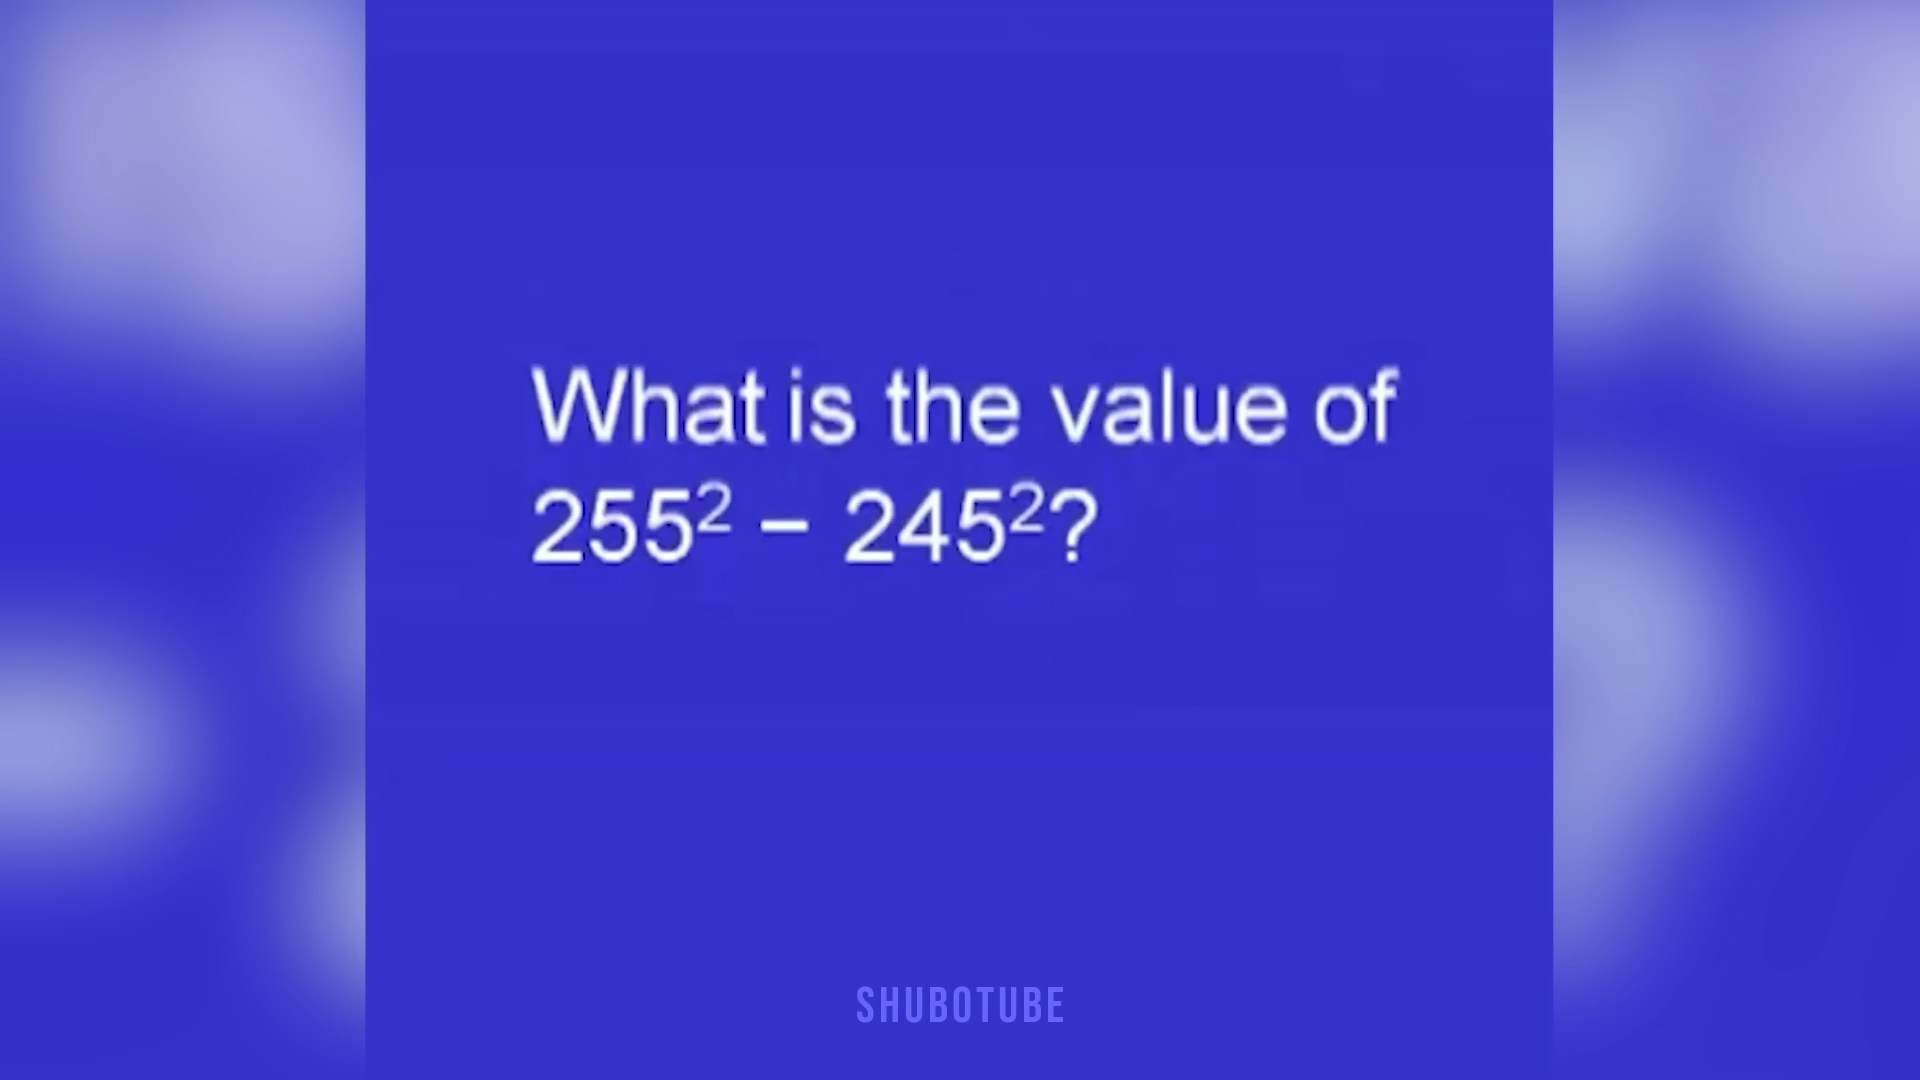 What is the value of
255² – 245²?
SHUBOTUBE